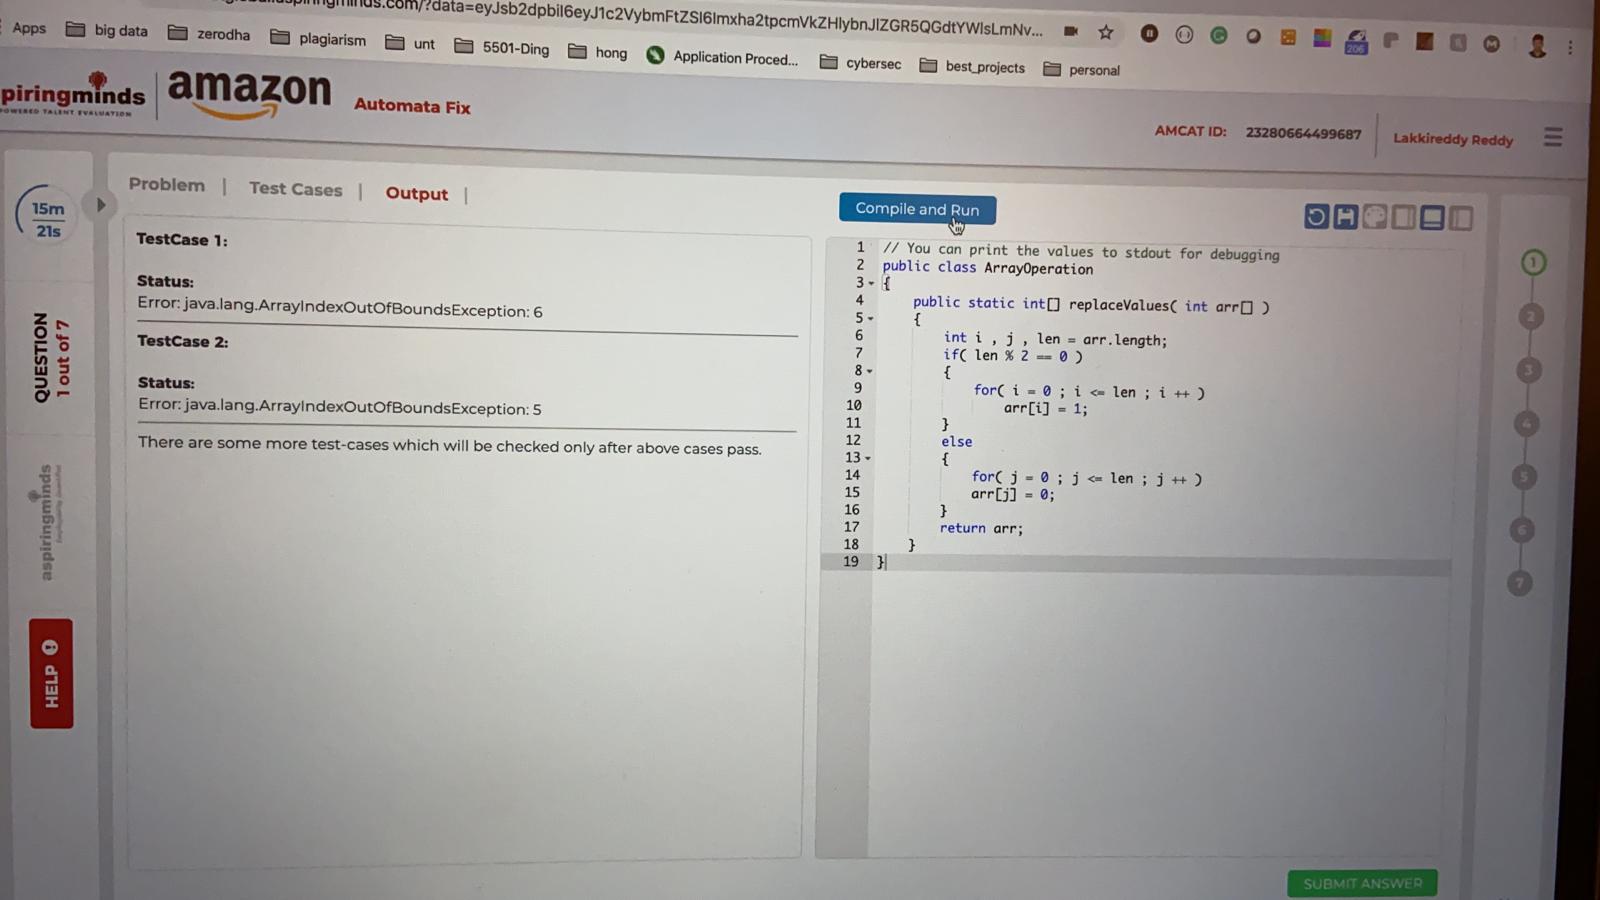 .com/?data=eyJsb2dpbil6eyJ1c2VybmFtZSI6Imxha2tpcmVkZHlybnJlZGR5QGdtYWlsLmNv...
Apps big data zerodha plagiarism unt 5501-Ding hong Application Proced... cybersec best_projects personal
206
M
piringminds
POWERED TALENT EVALUATION
amazon
Automata Fix
AMCAT ID: 23280664499687
Lakkireddy Reddy
15m
21s
QUESTION
1 out of 7
aspiringminds
HELP
Problem | Test Cases | Output |
TestCase 1:
Status:
Error: java.lang.ArrayIndexOutOfBoundsException: 6
TestCase 2:
Status:
Error: java.lang.ArrayIndexOutOfBoundsException: 5
There are some more test-cases which will be checked only after above cases pass.
Compile and Run
1 // You can print the values to stdout for debugging
2 public class ArrayOperation
3 {
4 public static int[] replaceValues( int arr[] )
5 {
6 int i , j , len = arr.length;
7 if( len % 2 == 0 )
8 {
9 for( i = 0 ; i <= len ; i ++ )
10 arr[i] = 1;
11 }
12 else
13 {
14 for( j = 0 ; j <= len ; j ++ )
15 arr[j] = 0;
16 }
17 return arr;
18 }
19 }
1
2
3
4
5
6
7
SUBMIT ANSWER